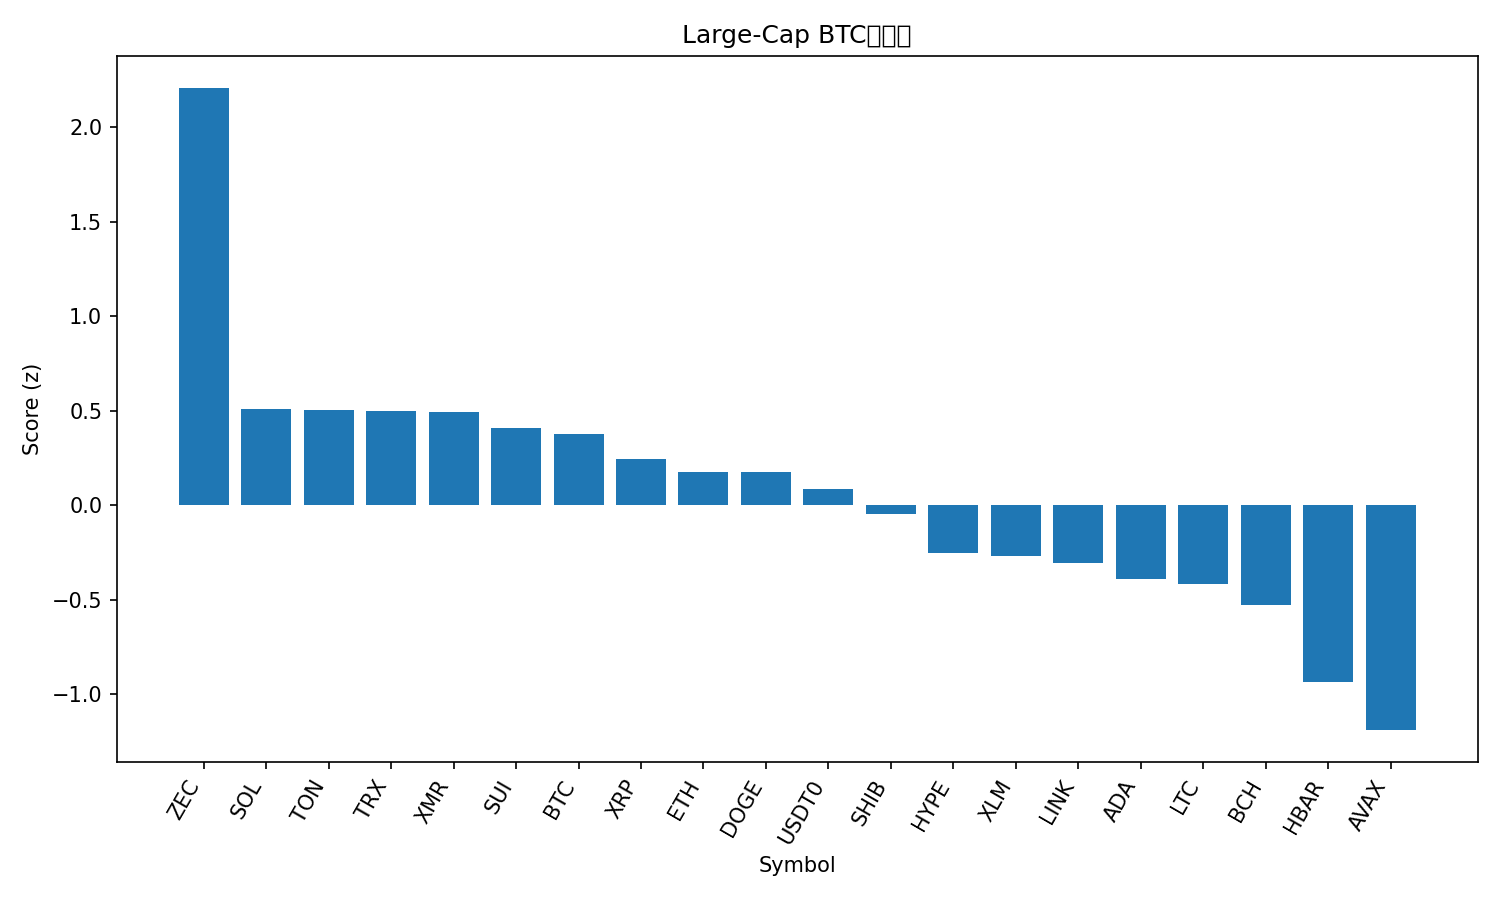 Large-Cap BTC
Score (z)
2.0
1.5
1.0
0.5
0.0
−0.5
−1.0
ZEC
SOL
TON
TRX
XMR
SUI
BTC
XRP
ETH
DOGE
USDT0
SHIB
HYPE
XLM
LINK
ADA
LTC
BCH
HBAR
AVAX
Symbol